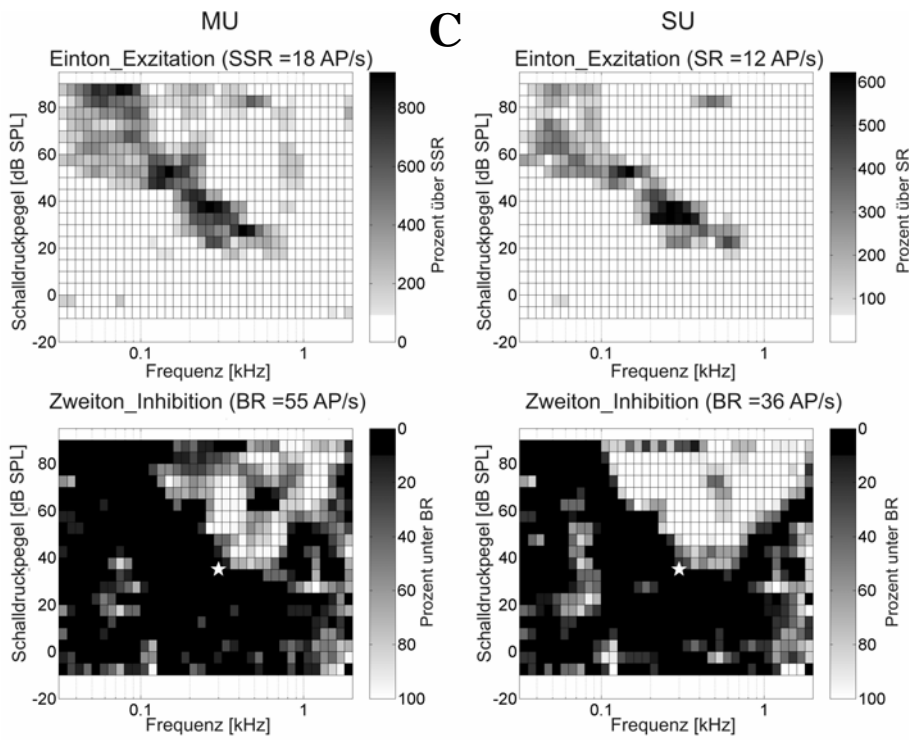 MU
C
SU
Einton_Exzitation (SSR =18 AP/s)
Einton_Exzitation (SR =12 AP/s)
Schalldruckpegel [dB SPL]
80
60
40
20
0
-20
0.1
1
Frequenz [kHz]
800
600
400
200
0
Prozent über SSR
Schalldruckpegel [dB SPL]
80
60
40
20
0
-20
0.1
1
Frequenz [kHz]
600
500
400
300
200
100
Prozent über SR
Zweiton_Inhibition (BR =55 AP/s)
Zweiton_Inhibition (BR =36 AP/s)
Schalldruckpegel [dB SPL]
80
60
40
20
0
-20
0.1
1
Frequenz [kHz]
0
20
40
60
80
100
Prozent unter BR
Schalldruckpegel [dB SPL]
80
60
40
20
0
-20
0.1
1
Frequenz [kHz]
0
20
40
60
80
100
Prozent unter BR